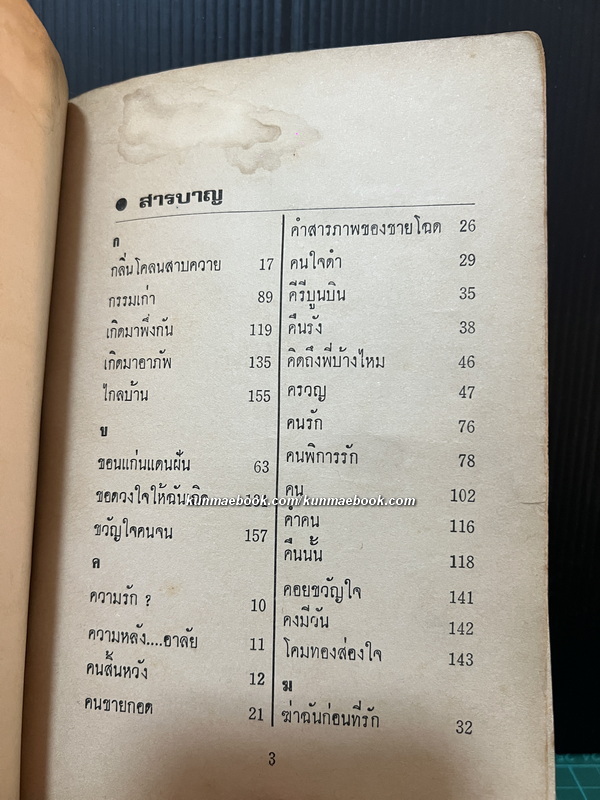 ● สารบาญ
ก
กลิ่นโคลนสาบควาย 17
กรรมเก่า 89
เกิดมาพึ่งกัน 119
เกิดมาอาภัพ 135
ไกลบ้าน 155
ข
ขอนแก่นแดนฝัน 63
ขอดวงใจให้ฉัน
ขวัญใจคนจน 157
ค
ความรัก ? 10
ความหลัง....อาลัย 11
คนสิ้นหวัง 12
คนขายกอด 21
คำสารภาพของชายโฉด 26
คนใจดำ 29
คีรีบูนบิน 35
คืนรัง 38
คิดถึงพี่บ้างไหม 46
ครวญ 47
คนรัก 76
คนพิการรัก 78
คน 102
ค่าคน 116
คืนนั้น 118
คอยขวัญใจ 141
คงมีวัน 142
โคมทองส่องใจ 143
ฆ
ฆ่าฉันก่อนที่รัก 32
3
kunmaebook.com/kunmaebook.com